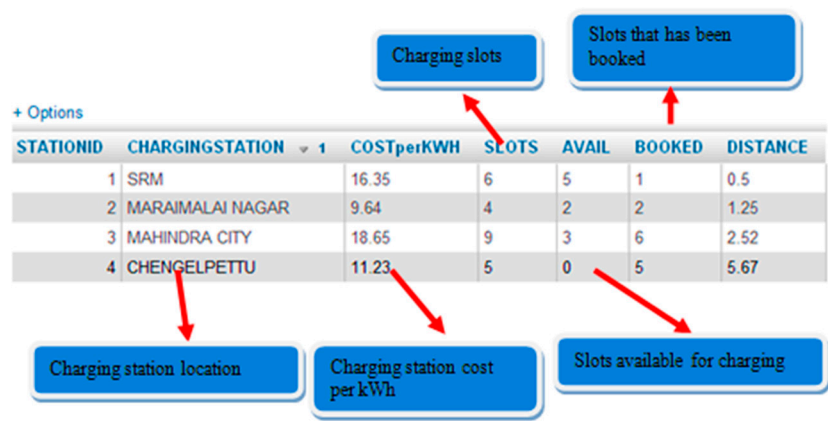 Charging slots
Slots that has been
booked
+ Options
STATIONID CHARGINGSTATION 1 COSTperKWH SLOTS AVAIL BOOKED DISTANCE
1 SRM 16.35 6 5 1 0.5
2 MARAIMALAI NAGAR 9.64 4 2 2 1.25
3 MAHINDRA CITY 18.65 9 3 6 2.52
4 CHENGELPETTU 11.23 5 0 5 5.67
Charging station location
Charging station cost
per kWh
Slots available for charging